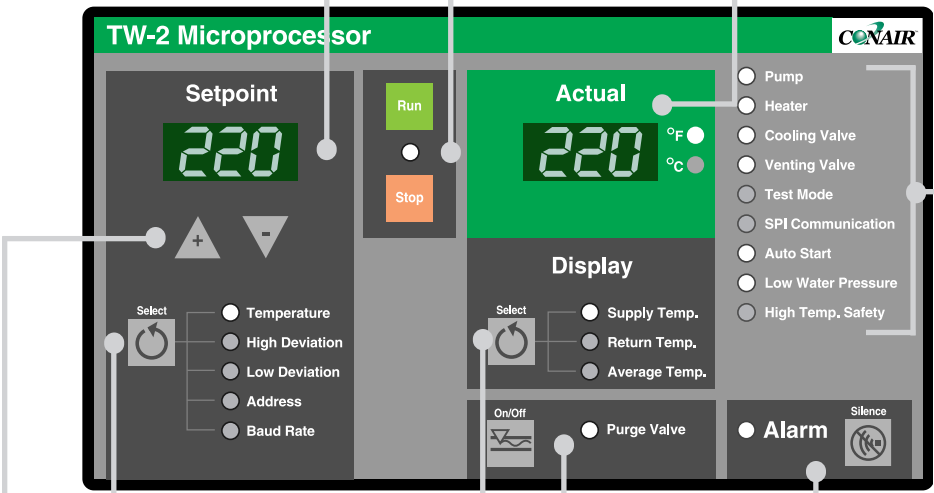 TW-2 Microprocessor
CONAIR
Setpoint
220
+
-
Select
Temperature
High Deviation
Low Deviation
Address
Baud Rate
Run
Stop
Actual
220
°F
°C
Display
Select
Supply Temp.
Return Temp.
Average Temp.
On/Off
Purge Valve
Pump
Heater
Cooling Valve
Venting Valve
Test Mode
SPI Communication
Auto Start
Low Water Pressure
High Temp. Safety
Alarm
Silence